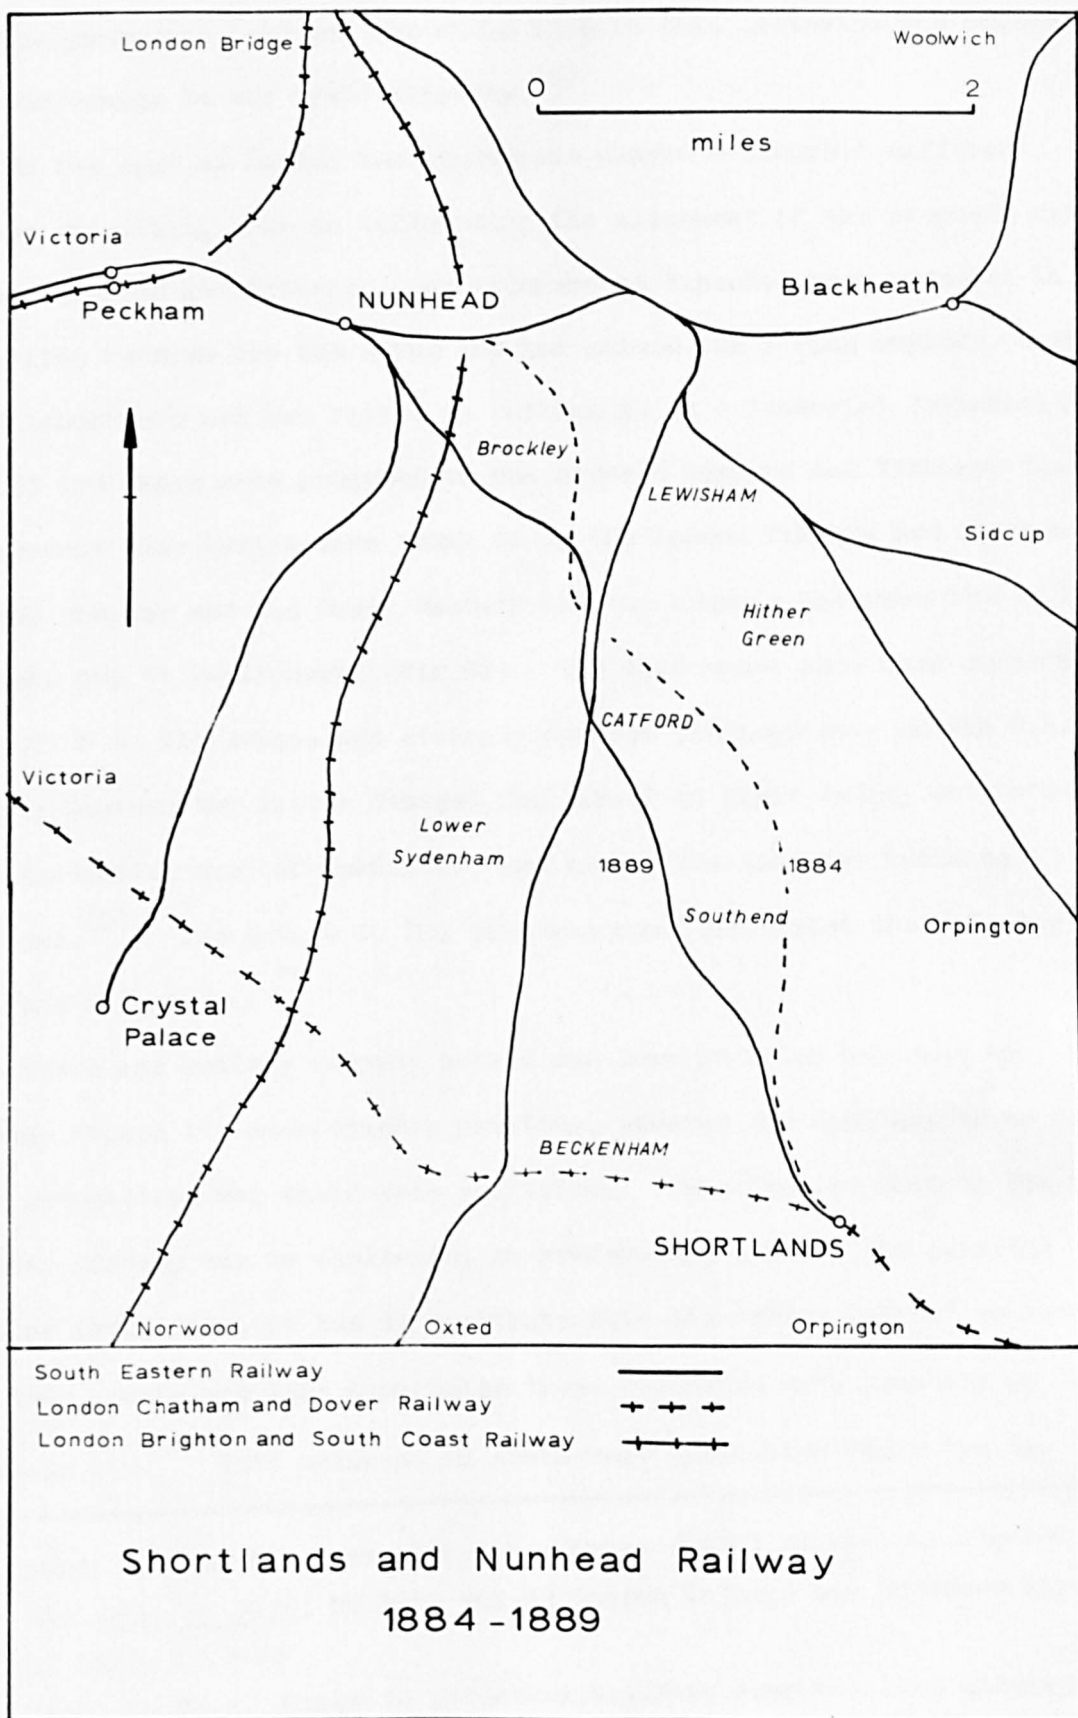 London Bridge
Woolwich
0 2
miles
Victoria
Peckham
NUNHEAD
Blackheath
Brockley
LEWISHAM
Sidcup
Hither
Green
CATFORD
Victoria
Lower
Sydenham
1889
1884
Southend
Orpington
Crystal
Palace
BECKENHAM
SHORTLANDS
Norwood
Oxted
Orpington
South Eastern Railway
London Chatham and Dover Railway
London Brighton and South Coast Railway
Shortlands and Nunhead Railway
1884-1889